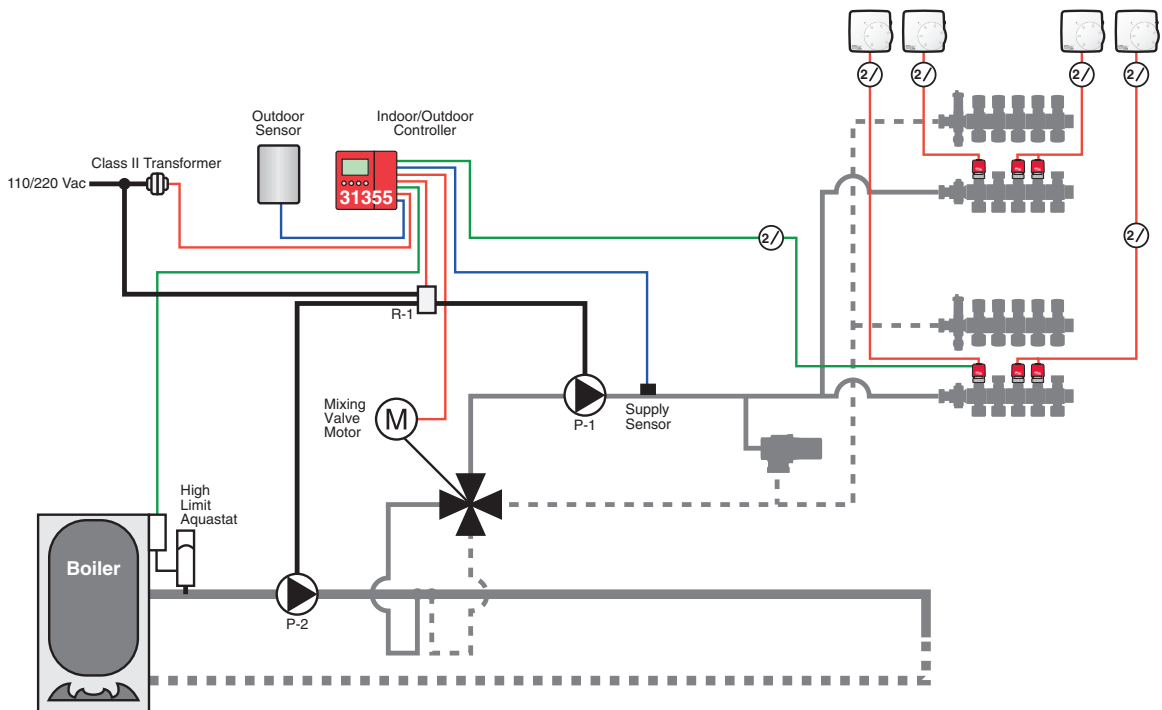 2/
2/
2/
2/
Outdoor
Sensor
Indoor/Outdoor
Controller
Class II Transformer
110/220 Vac
31355
2/
2/
R-1
Mixing
Valve
Motor
M
P-1
Supply
Sensor
High
Limit
Aquastat
Boiler
P-2